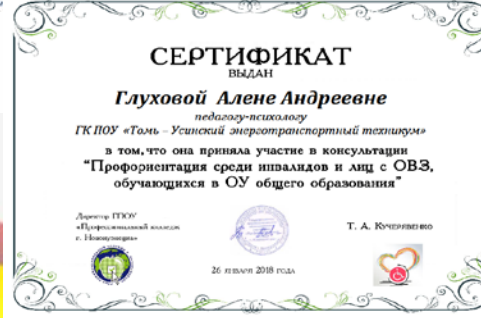 СЕРТИФИКАТ
ВЫДАН
Глуховой Алене Андреевне
педагогу-психологу
ГК ПОУ «Томь – Усинский энерготранспортный техникум»
в том, что она приняла участие в консультации
"Профориентация среди инвалидов и лиц с ОВЗ,
обучающихся в ОУ общего образования"
Директор ГПОУ
«Профессиональный колледж
г. Новокузнецка»
Т. А. Кучерявенко
26 января 2018 года